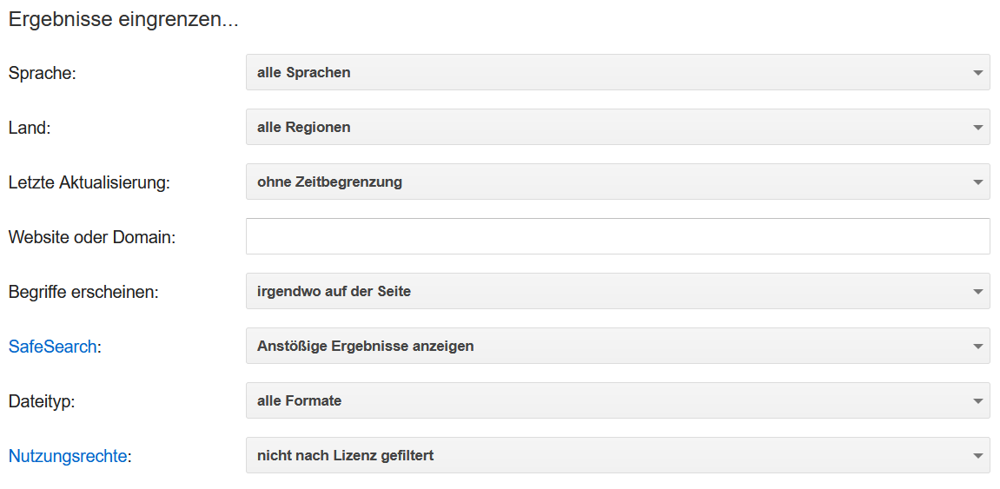 Ergebnisse eingrenzen...
Sprache: alle Sprachen
Land: alle Regionen
Letzte Aktualisierung: ohne Zeitbegrenzung
Website oder Domain:
Begriffe erscheinen: irgendwo auf der Seite
SafeSearch: Anstößige Ergebnisse anzeigen
Dateityp: alle Formate
Nutzungsrechte: nicht nach Lizenz gefiltert